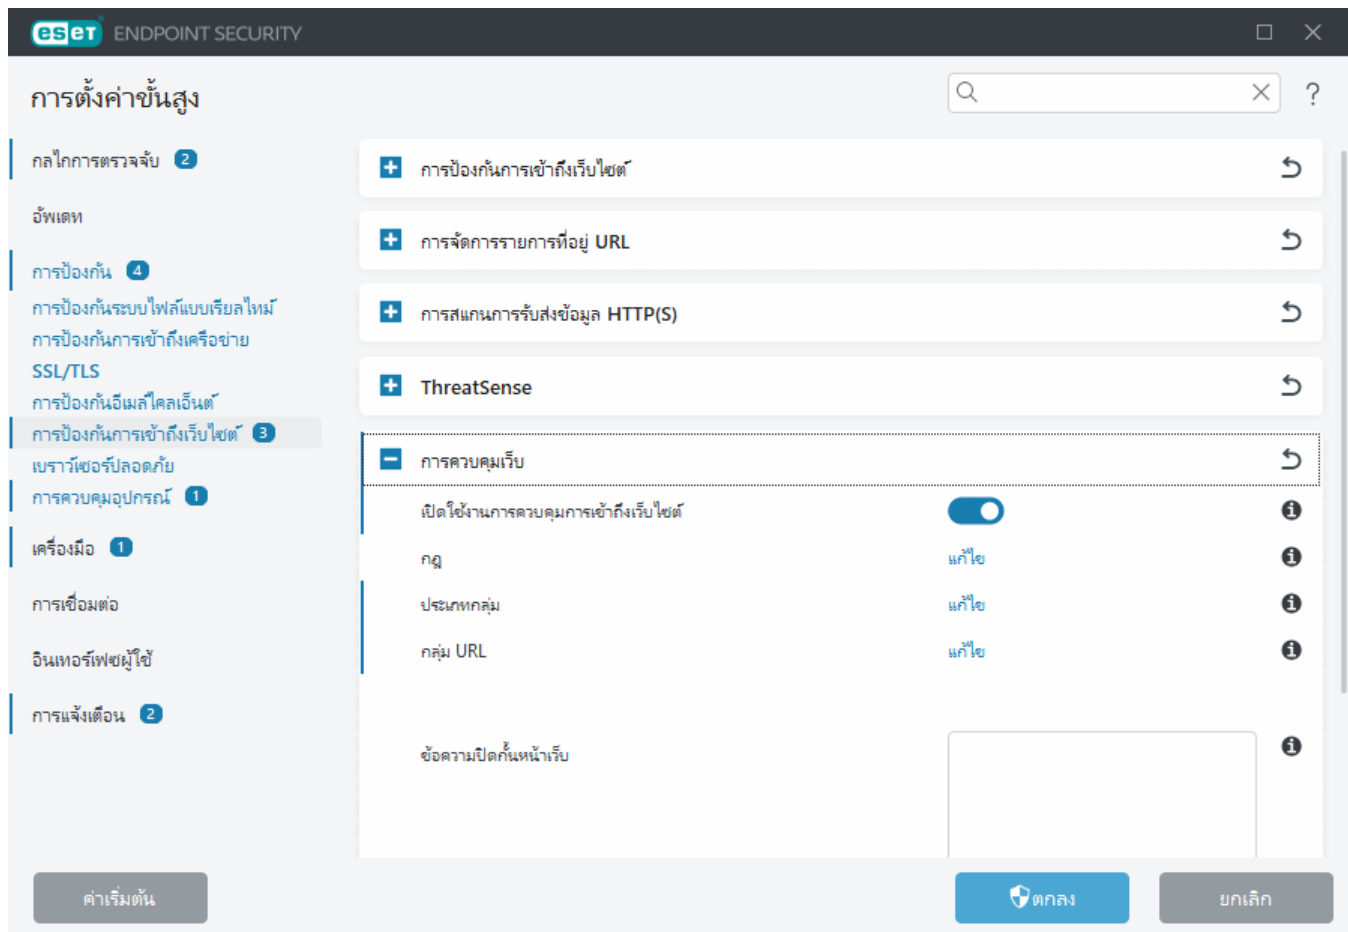 eset ENDPOINT SECURITY
การตั้งค่าขั้นสูง
?
กลไกการตรวจจับ 2
อัพเดท
การป้องกัน 4
การป้องกันระบบไฟล์แบบเรียลไทม์
การป้องกันการเข้าถึงเครือข่าย
SSL/TLS
การป้องกันอีเมล์ไคลเอ็นต์
การป้องกันการเข้าถึงเว็บไซต์ 3
เบราว์เซอร์ปลอดภัย
การควบคุมอุปกรณ์ 1
เครื่องมือ 1
การเชื่อมต่อ
อินเทอร์เฟซผู้ใช้
การแจ้งเตือน 2
การป้องกันการเข้าถึงเว็บไซต์
การจัดการรายการที่อยู่ URL
การสแกนการรับส่งข้อมูล HTTP(S)
ThreatSense
การควบคุมเว็บ
เปิดใช้งานการควบคุมการเข้าถึงเว็บไซต์
กฎ แก้ไข
ประเภทกลุ่ม แก้ไข
กลุ่ม URL แก้ไข
ข้อความปิดกั้นหน้าเว็บ
ค่าเริ่มต้น
ตกลง
ยกเลิก